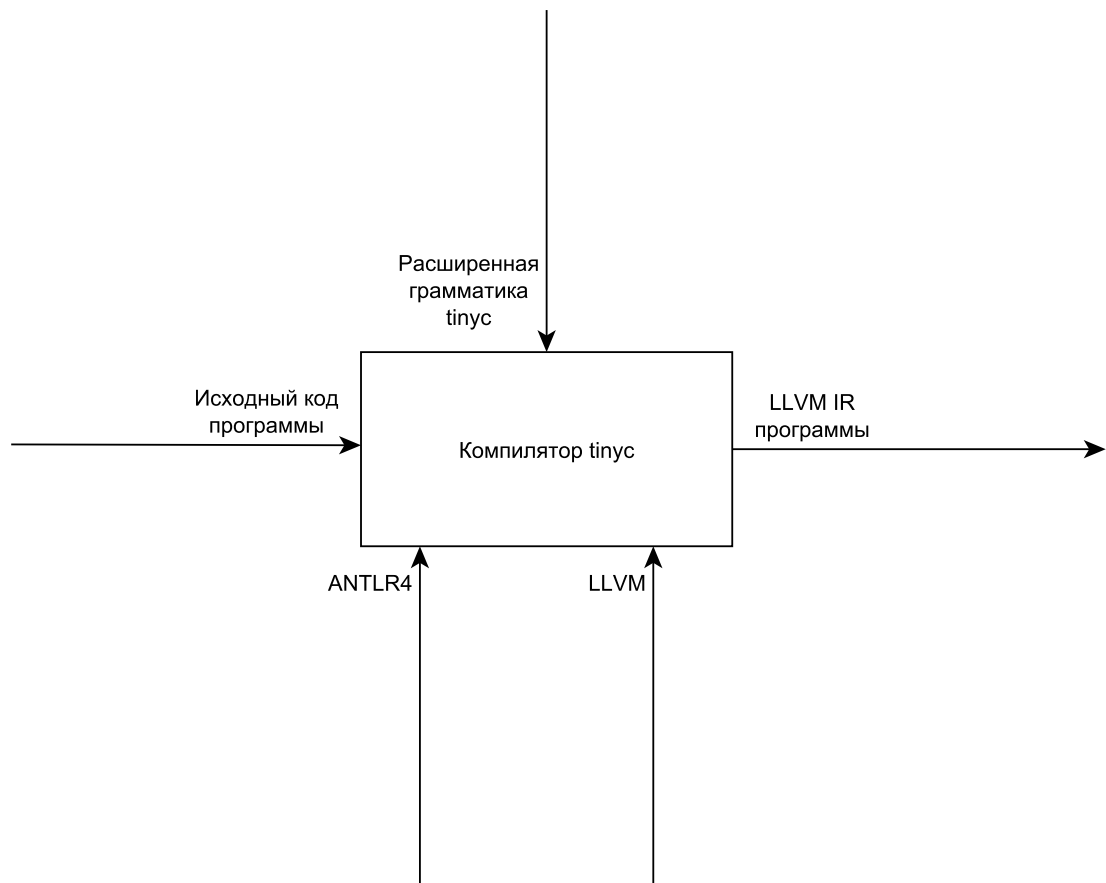 Расширенная
грамматика
tinyc
Исходный код
программы
Компилятор tinyc
LLVM IR
программы
ANTLR4
LLVM